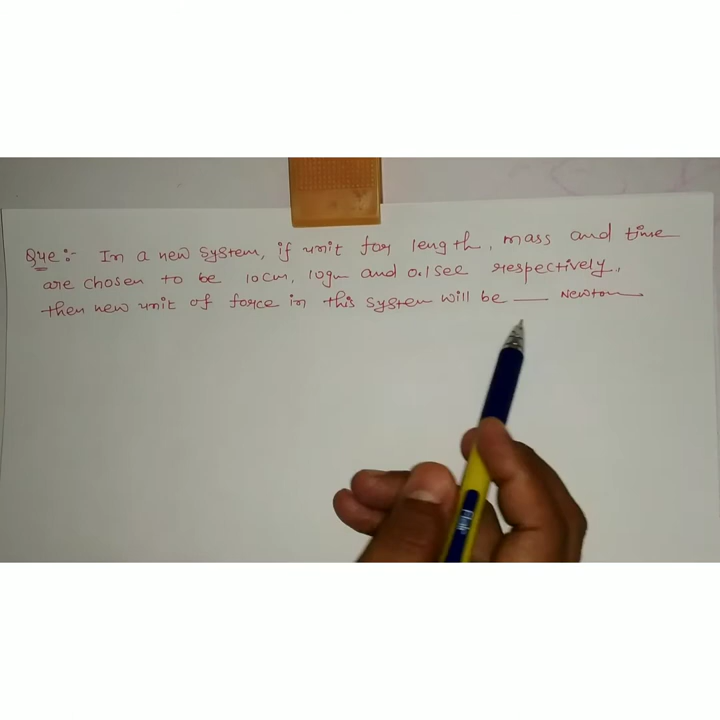 Que :- In a new system, if unit for length, mass and time
are chosen to be 10cm, 10gm and 0.1sec respectively,
then new unit of force in this system will be ___ Newton
Flair